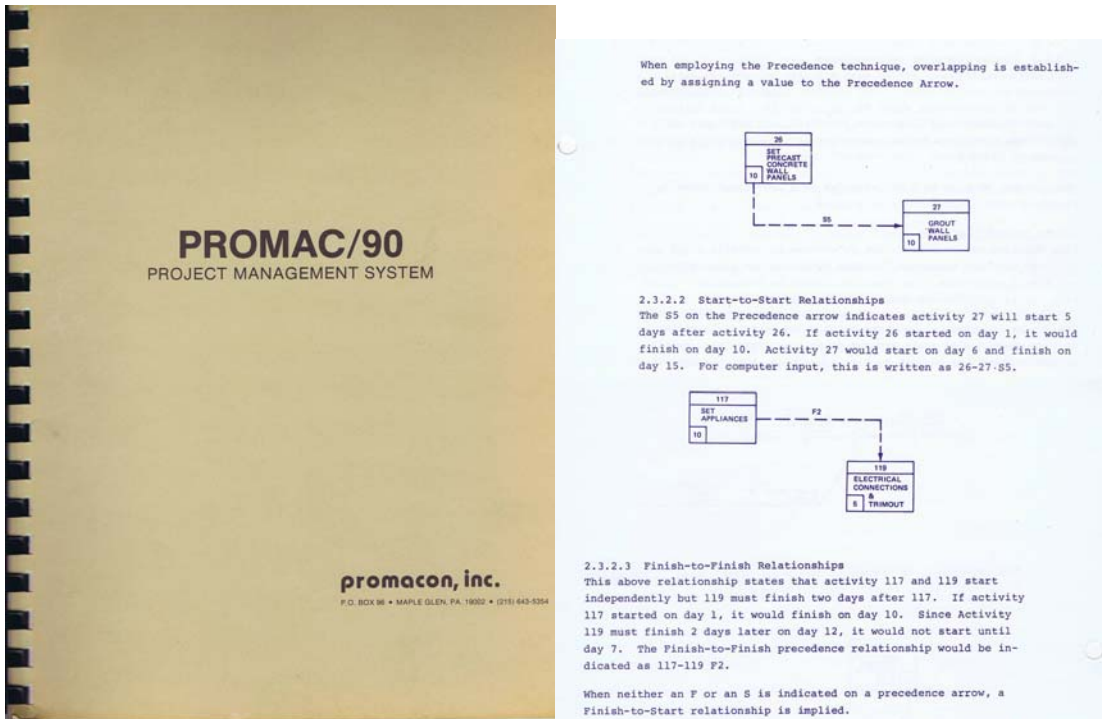 PROMAC/90
PROJECT MANAGEMENT SYSTEM
promacon, inc.
P.O. BOX 96 • MAPLE GLEN, PA. 19002 • (215) 643-5354
When employing the Precedence technique, overlapping is establish-
ed by assigning a value to the Precedence Arrow.
26
SET
PRECAST
CONCRETE
WALL
PANELS
10
S5
27
GROUT
WALL
PANELS
10
2.3.2.2 Start-to-Start Relationships
The S5 on the Precedence arrow indicates activity 27 will start 5
days after activity 26. If activity 26 started on day 1, it would
finish on day 10. Activity 27 would start on day 6 and finish on
day 15. For computer input, this is written as 26-27·S5.
117
SET
APPLIANCES
10
F2
119
ELECTRICAL
CONNECTIONS
&
TRIMOUT
6
2.3.2.3 Finish-to-Finish Relationships
This above relationship states that activity 117 and 119 start
independently but 119 must finish two days after 117. If activity
117 started on day 1, it would finish on day 10. Since Activity
119 must finish 2 days later on day 12, it would not start until
day 7. The Finish-to-Finish precedence relationship would be in-
dicated as 117-119 F2.
When neither an F or an S is indicated on a precedence arrow, a
Finish-to-Start relationship is implied.